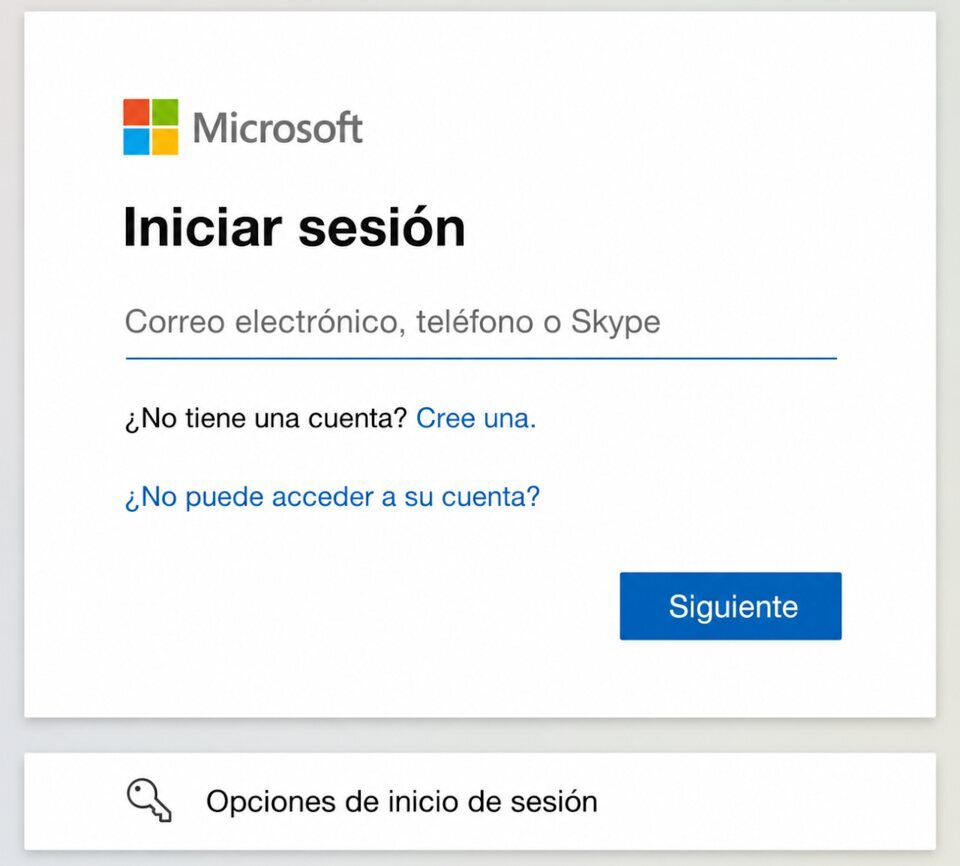 Microsoft
Iniciar sesión
Correo electrónico, teléfono o Skype
¿No tiene una cuenta? Cree una.
¿No puede acceder a su cuenta?
Siguiente
Opciones de inicio de sesión